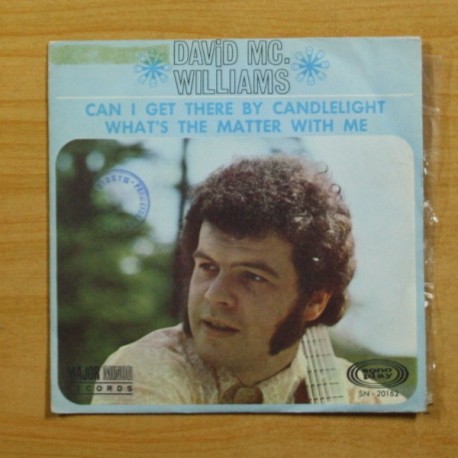 DAViD MC.
WILLIAMS
CAN I GET THERE BY CANDLELIGHT
WHAT'S THE MATTER WITH ME
MAJOR MINOR
RECORDS
sono
play
SN - 20162